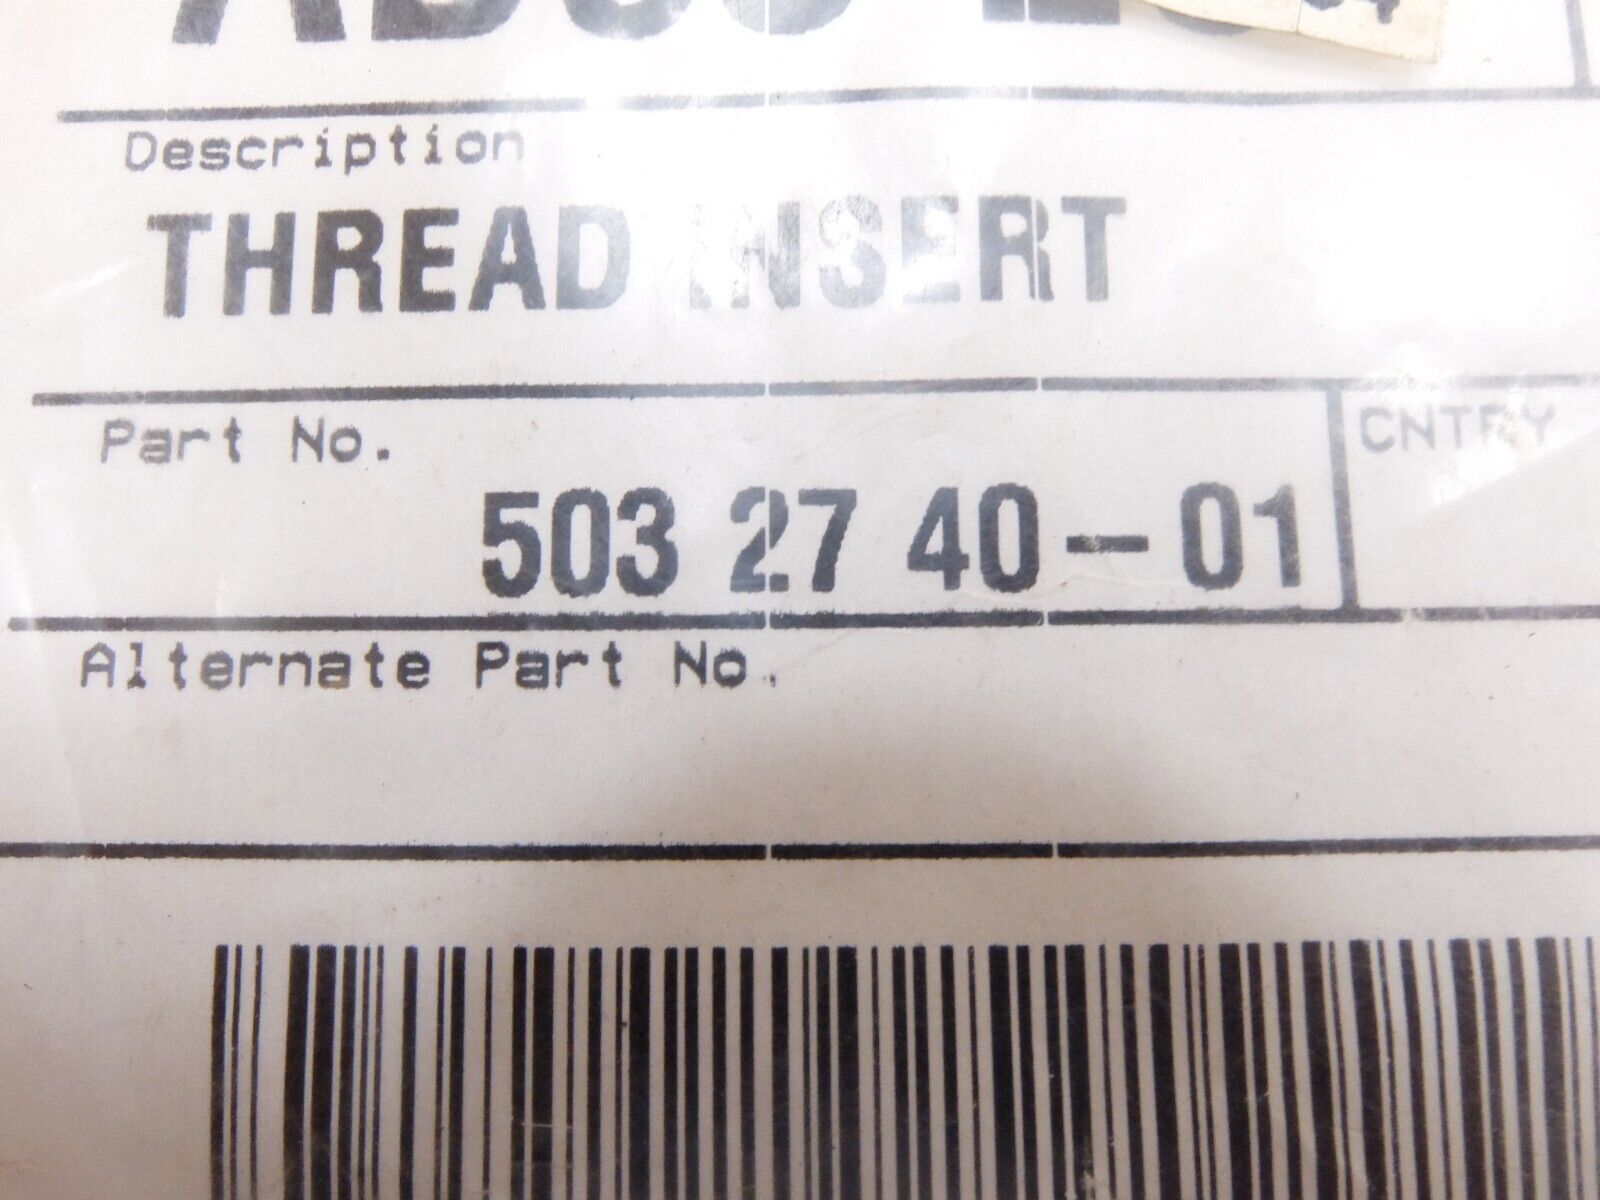 Description
THREAD INSERT
Part No.
CNTRY
503 27 40-01
Alternate Part No.